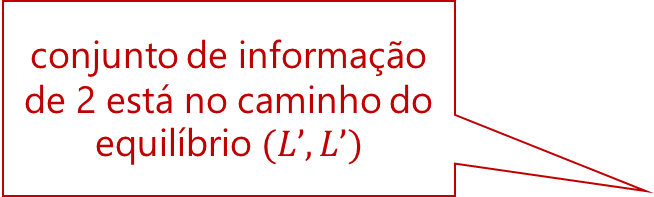 conjunto de informação
de 2 está no caminho do
equilíbrio (L’, L’)